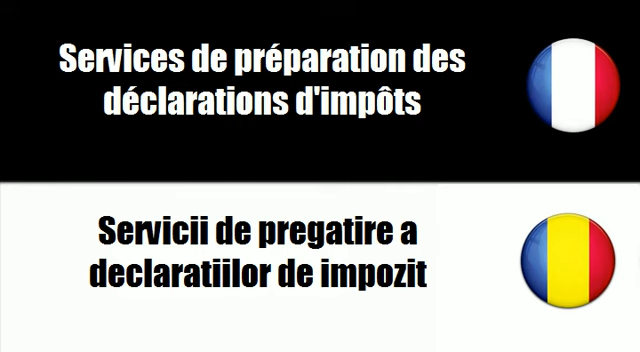 Services de préparation des
déclarations d'impôts
Servicii de pregatire a
declaratiilor de impozit